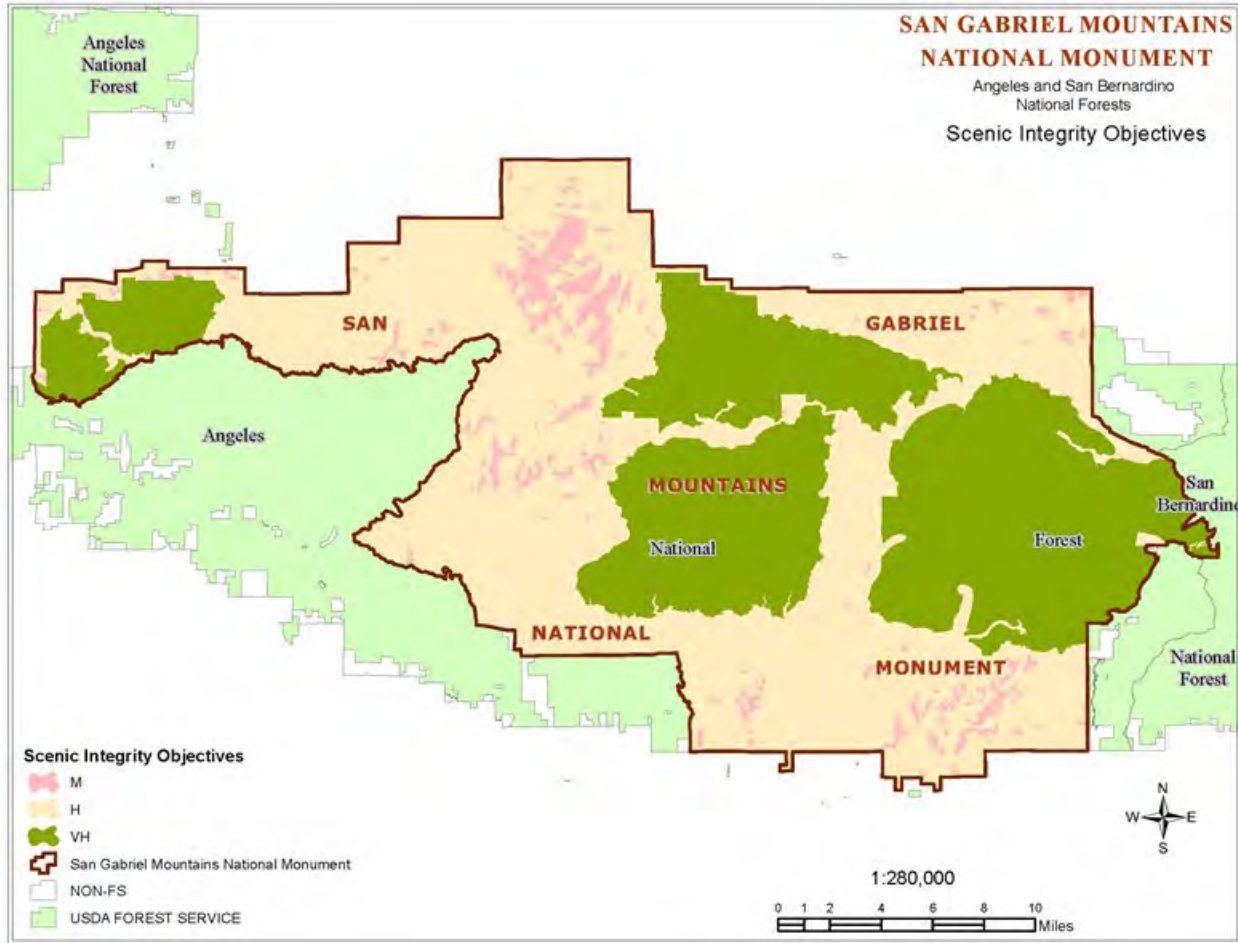 SAN GABRIEL MOUNTAINS
NATIONAL MONUMENT
Angeles and San Bernardino
National Forests
Scenic Integrity Objectives
Angeles
National
Forest
SAN
GABRIEL
Angeles
MOUNTAINS
National
Forest
San
Bernardino
NATIONAL
MONUMENT
National
Forest
Scenic Integrity Objectives
M
H
VH
San Gabriel Mountains National Monument
NON-FS
USDA FOREST SERVICE
N
W E
S
1:280,000
0 1 2 4 6 8 10
Miles